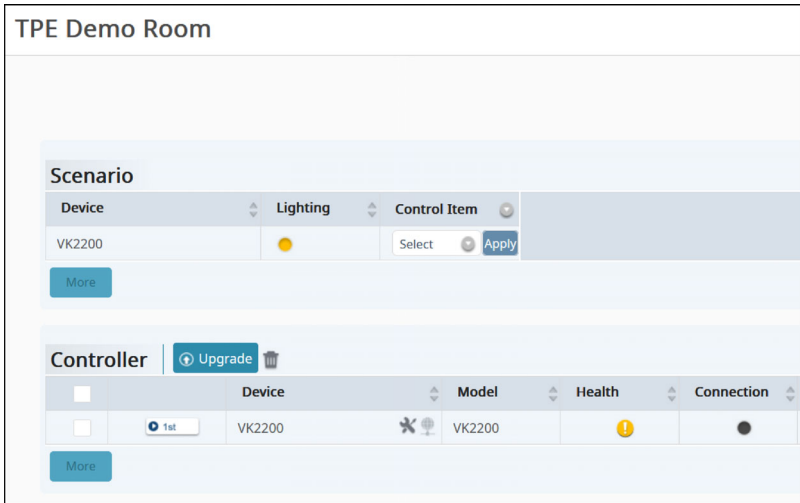 TPE Demo Room
Scenario
Device Lighting Control Item
VK2200 Select Apply
More
Controller Upgrade
Device Model Health Connection
1st VK2200 VK2200
More